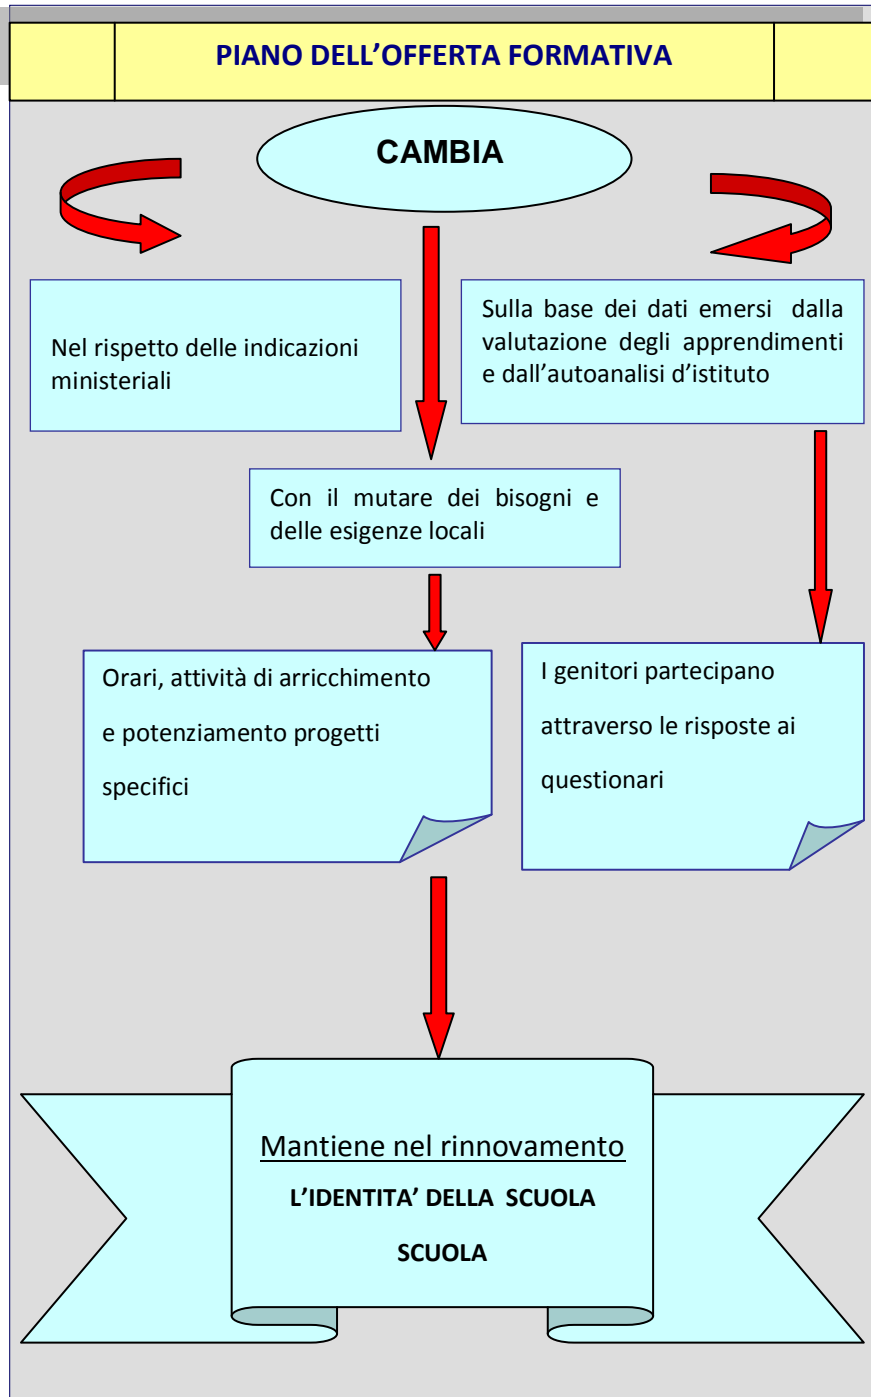 PIANO DELL’OFFERTA FORMATIVA
CAMBIA
Nel rispetto delle indicazioni
ministeriali
Sulla base dei dati emersi dalla
valutazione degli apprendimenti
e dall’autoanalisi d’istituto
Con il mutare dei bisogni e
delle esigenze locali
Orari, attività di arricchimento
e potenziamento progetti
specifici
I genitori partecipano
attraverso le risposte ai
questionari
Mantiene nel rinnovamento
L’IDENTITA’ DELLA SCUOLA
SCUOLA